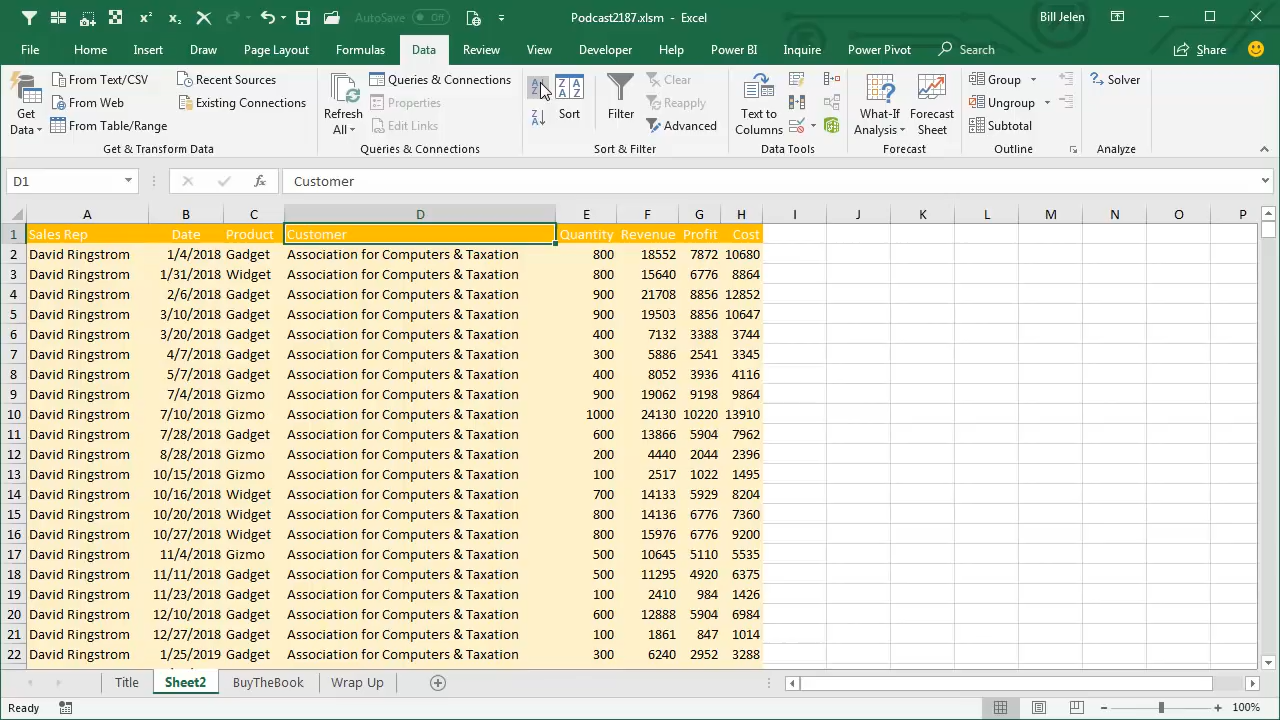 x² x₂ AutoSave Off Podcast2187.xlsm - Excel Bill Jelen
File Home Insert Draw Page Layout Formulas Data Review View Developer Help Power BI Inquire Power Pivot Search Share
Get Data
From Text/CSV
From Web
From Table/Range
Recent Sources
Existing Connections
Get & Transform Data
Refresh All
Queries & Connections
Properties
Edit Links
Queries & Connections
Sort
Filter
Clear
Reapply
Advanced
Sort & Filter
Text to Columns
Data Tools
What-If Analysis
Forecast Sheet
Forecast
Group
Ungroup
Subtotal
Outline
Solver
Analyze
D1 fx Customer
A B C D E F G H I J K L M N O P
1 Sales Rep Date Product Customer Quantity Revenue Profit Cost
2 David Ringstrom 1/4/2018 Gadget Association for Computers & Taxation 800 18552 7872 10680
3 David Ringstrom 1/31/2018 Widget Association for Computers & Taxation 800 15640 6776 8864
4 David Ringstrom 2/6/2018 Gadget Association for Computers & Taxation 900 21708 8856 12852
5 David Ringstrom 3/10/2018 Gadget Association for Computers & Taxation 900 19503 8856 10647
6 David Ringstrom 3/20/2018 Gadget Association for Computers & Taxation 400 7132 3388 3744
7 David Ringstrom 4/7/2018 Gadget Association for Computers & Taxation 300 5886 2541 3345
8 David Ringstrom 5/7/2018 Gadget Association for Computers & Taxation 400 8052 3936 4116
9 David Ringstrom 7/4/2018 Gizmo Association for Computers & Taxation 900 19062 9198 9864
10 David Ringstrom 7/10/2018 Gizmo Association for Computers & Taxation 1000 24130 10220 13910
11 David Ringstrom 7/28/2018 Gadget Association for Computers & Taxation 600 13866 5904 7962
12 David Ringstrom 8/28/2018 Gizmo Association for Computers & Taxation 200 4440 2044 2396
13 David Ringstrom 10/15/2018 Gizmo Association for Computers & Taxation 100 2517 1022 1495
14 David Ringstrom 10/16/2018 Widget Association for Computers & Taxation 700 14133 5929 8204
15 David Ringstrom 10/20/2018 Widget Association for Computers & Taxation 800 14136 6776 7360
16 David Ringstrom 10/27/2018 Widget Association for Computers & Taxation 800 15976 6776 9200
17 David Ringstrom 11/4/2018 Gizmo Association for Computers & Taxation 500 10645 5110 5535
18 David Ringstrom 11/11/2018 Gadget Association for Computers & Taxation 500 11295 4920 6375
19 David Ringstrom 11/23/2018 Gadget Association for Computers & Taxation 100 2410 984 1426
20 David Ringstrom 12/10/2018 Gadget Association for Computers & Taxation 600 12888 5904 6984
21 David Ringstrom 12/27/2018 Gadget Association for Computers & Taxation 100 1861 847 1014
22 David Ringstrom 1/25/2019 Gadget Association for Computers & Taxation 300 6240 2952 3288
Title Sheet2 BuyTheBook Wrap Up
Ready 100%